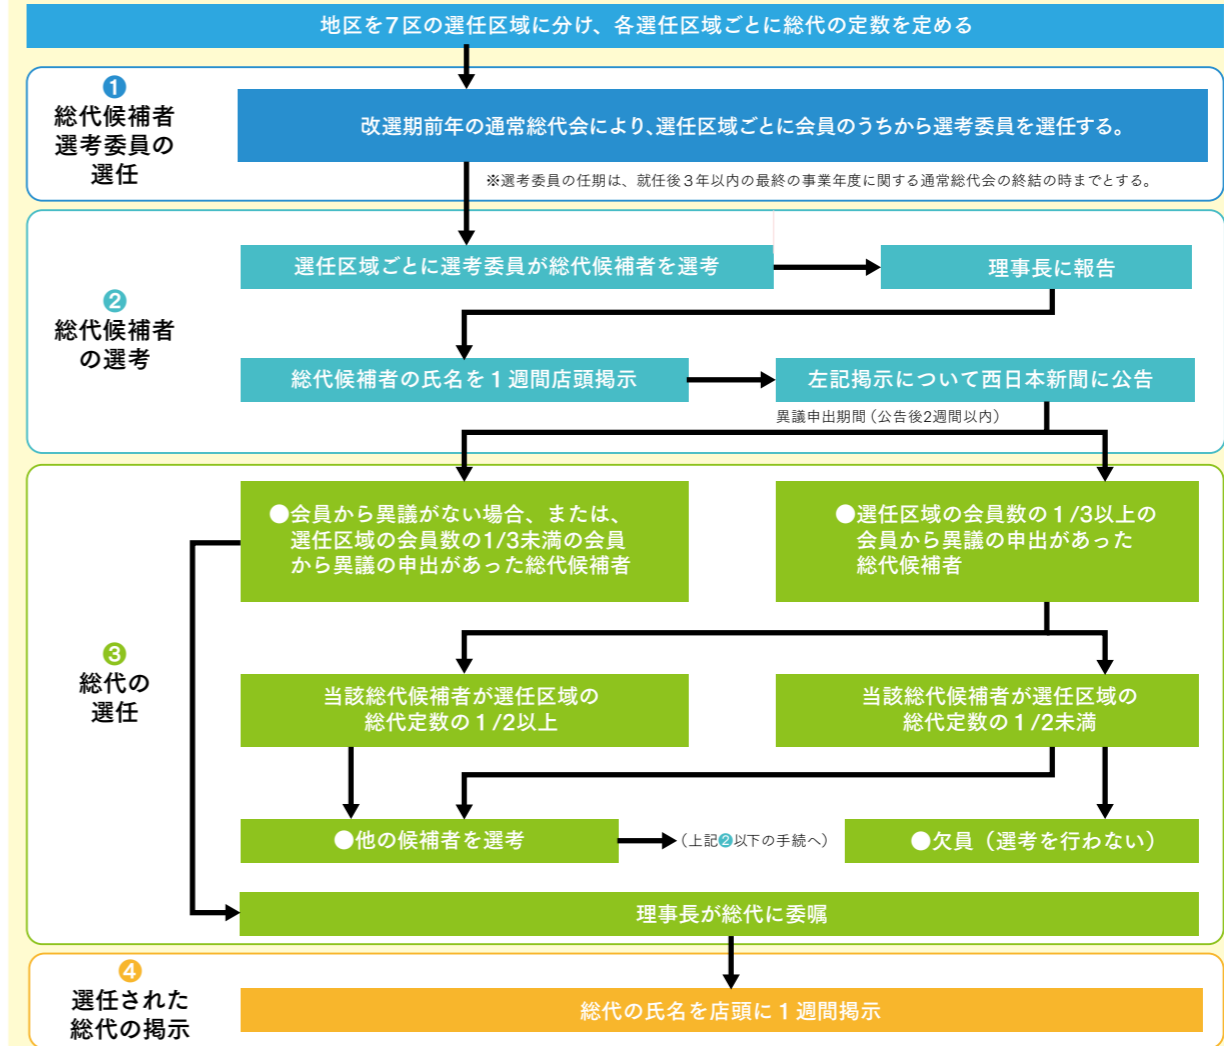 地区を7区の選任区域に分け、各選任区域ごとに総代の定数を定める
❶
総代候補者
選考委員の
選任
改選期前年の通常総代会により、選任区域ごとに会員のうちから選考委員を選任する。
※選考委員の任期は、就任後3年以内の最終の事業年度に関する通常総代会の終結の時までとする。
❷
総代候補者
の選考
選任区域ごとに選考委員が総代候補者を選考
理事長に報告
総代候補者の氏名を1週間店頭掲示
左記掲示について西日本新聞に公告
異議申出期間（公告後2週間以内）
❸
総代の
選任
●会員から異議がない場合、または、
選任区域の会員数の1/3未満の会員
から異議の申出があった総代候補者
●選任区域の会員数の1/3以上の
会員から異議の申出があった
総代候補者
当該総代候補者が選任区域の
総代定数の1/2以上
当該総代候補者が選任区域の
総代定数の1/2未満
●他の候補者を選考
（上記❷以下の手続へ）
●欠員（選考を行わない）
理事長が総代に委嘱
❹
選任された
総代の掲示
総代の氏名を店頭に1週間掲示